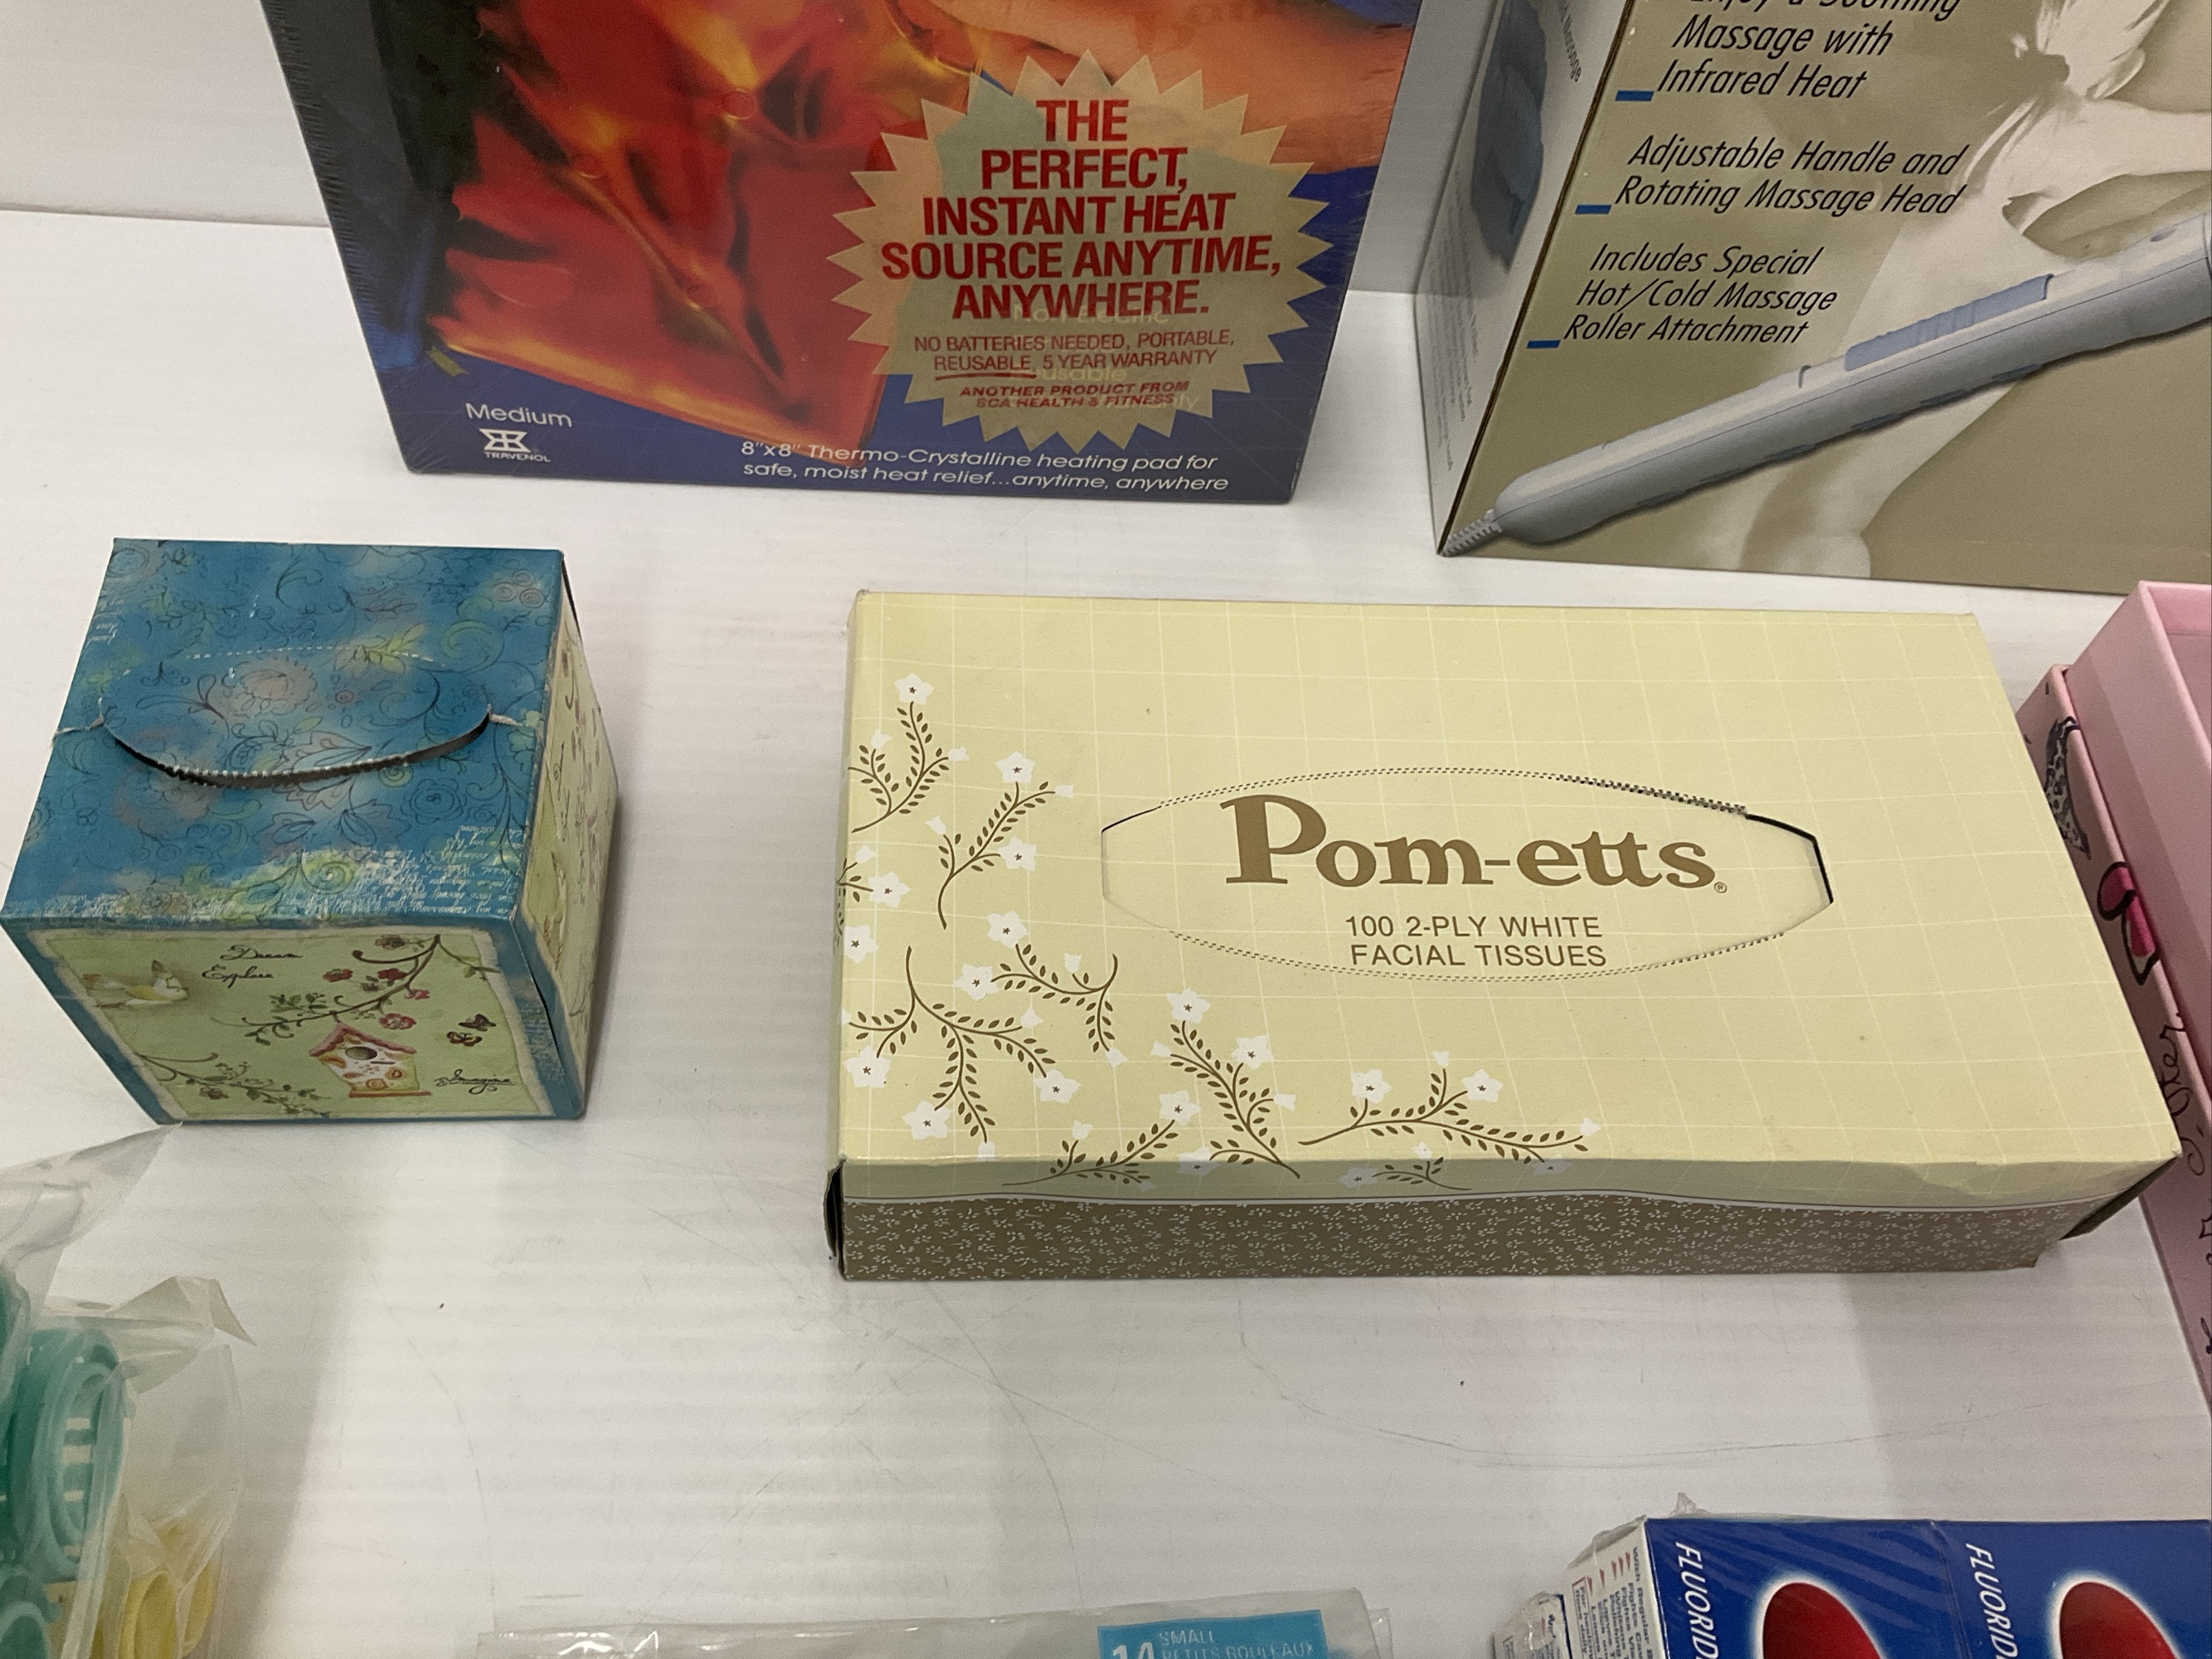 THE
PERFECT,
INSTANT HEAT
SOURCE ANYTIME,
ANYWHERE.
NO BATTERIES NEEDED, PORTABLE,
REUSABLE, 5 YEAR WARRANTY
ANOTHER PRODUCT FROM
SCA HEALTH & FITNESS
Medium
TRAVENOL
8"x8" Thermo-Crystalline heating pad for
safe, moist heat relief...anytime, anywhere
Enjoy a Soothing
Massage with
Infrared Heat
Adjustable Handle and
Rotating Massage Head
Includes Special
Hot/Cold Massage
Roller Attachment
Dream
Explore
Imagine
Pom-etts®
100 2-PLY WHITE
FACIAL TISSUES
14 SMALL
PETITS ROULEAUX
FLUORID
FLUORID